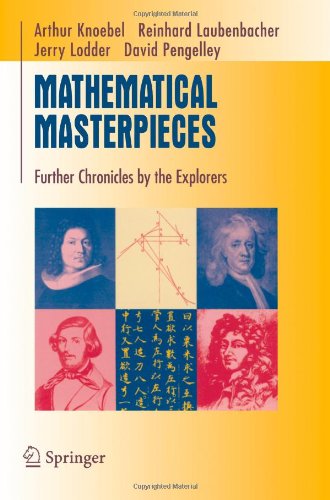 Arthur Knoebel Reinhard Laubenbacher
Jerry Lodder David Pengelley
MATHEMATICAL
MASTERPIECES
Further Chronicles by the Explorers
Springer